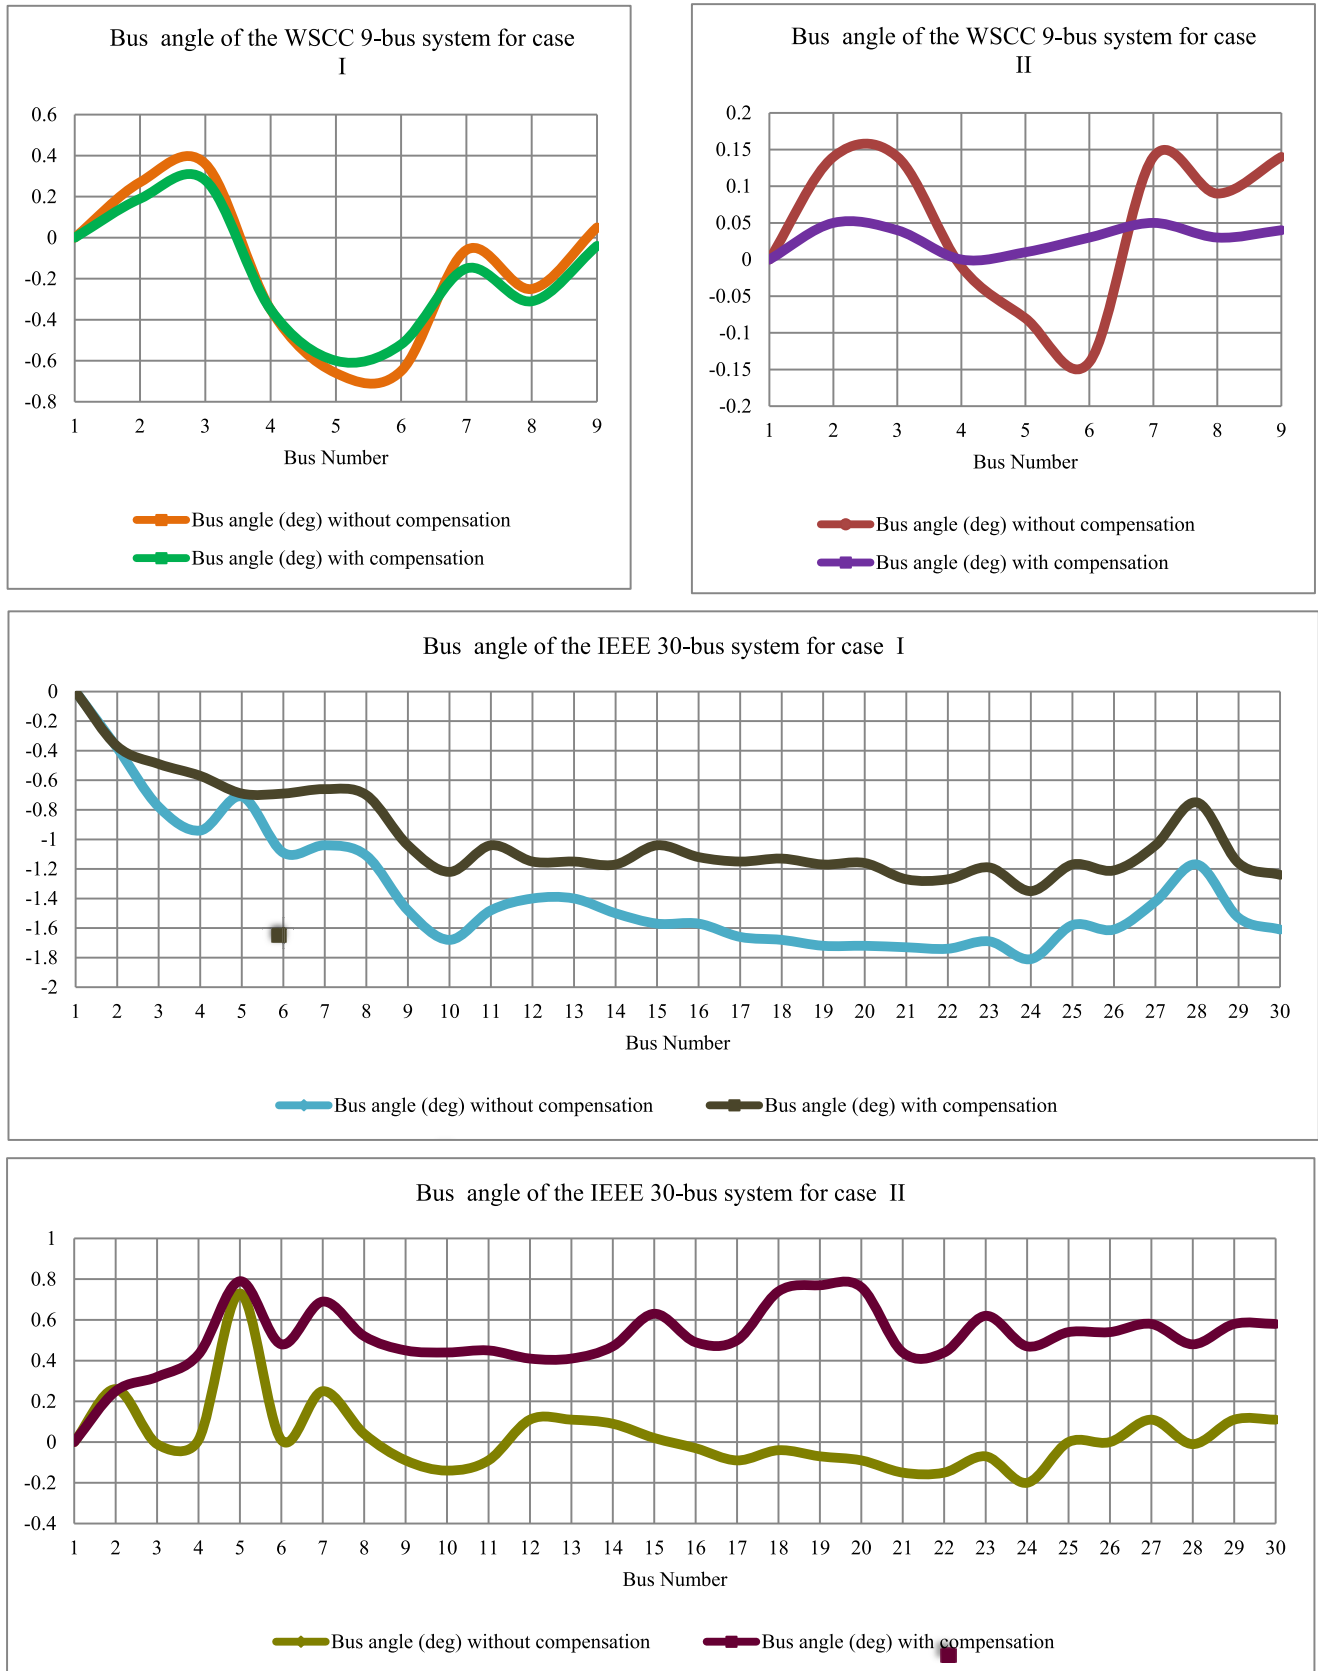 Bus angle of the WSCC 9-bus system for case
I
0.6
0.4
0.2
0
-0.2
-0.4
-0.6
-0.8
1 2 3 4 5 6 7 8 9
Bus Number
Bus angle (deg) without compensation
Bus angle (deg) with compensation
Bus angle of the WSCC 9-bus system for case
II
0.2
0.15
0.1
0.05
0
-0.05
-0.1
-0.15
-0.2
1 2 3 4 5 6 7 8 9
Bus Number
Bus angle (deg) without compensation
Bus angle (deg) with compensation
Bus angle of the IEEE 30-bus system for case I
0
-0.2
-0.4
-0.6
-0.8
-1
-1.2
-1.4
-1.6
-1.8
-2
1 2 3 4 5 6 7 8 9 10 11 12 13 14 15 16 17 18 19 20 21 22 23 24 25 26 27 28 29 30
Bus Number
Bus angle (deg) without compensation Bus angle (deg) with compensation
Bus angle of the IEEE 30-bus system for case II
1
0.8
0.6
0.4
0.2
0
-0.2
-0.4
1 2 3 4 5 6 7 8 9 10 11 12 13 14 15 16 17 18 19 20 21 22 23 24 25 26 27 28 29 30
Bus Number
Bus angle (deg) without compensation Bus angle (deg) with compensation